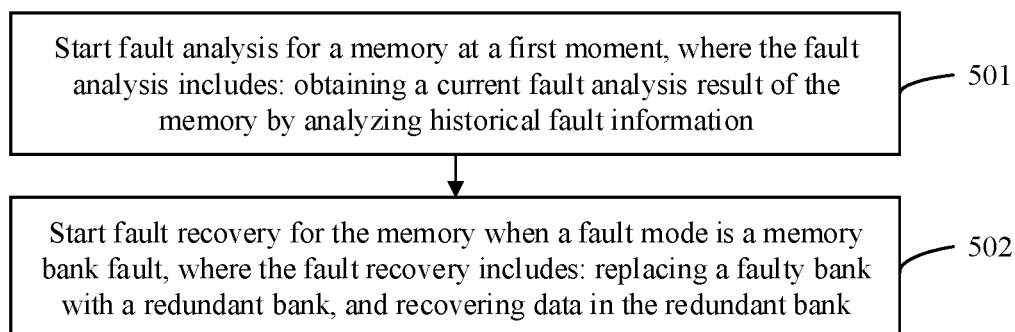 Start fault analysis for a memory at a first moment, where the fault
analysis includes: obtaining a current fault analysis result of the
memory by analyzing historical fault information
501
Start fault recovery for the memory when a fault mode is a memory
bank fault, where the fault recovery includes: replacing a faulty bank
with a redundant bank, and recovering data in the redundant bank
502